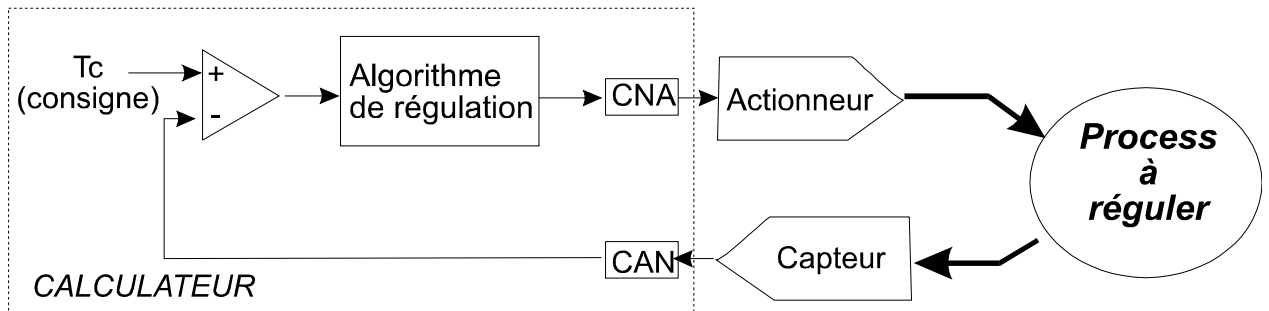 Tc
(consigne)
+
-
Algorithme
de régulation
CNA
Actionneur
Process
à
réguler
CAN
Capteur
CALCULATEUR